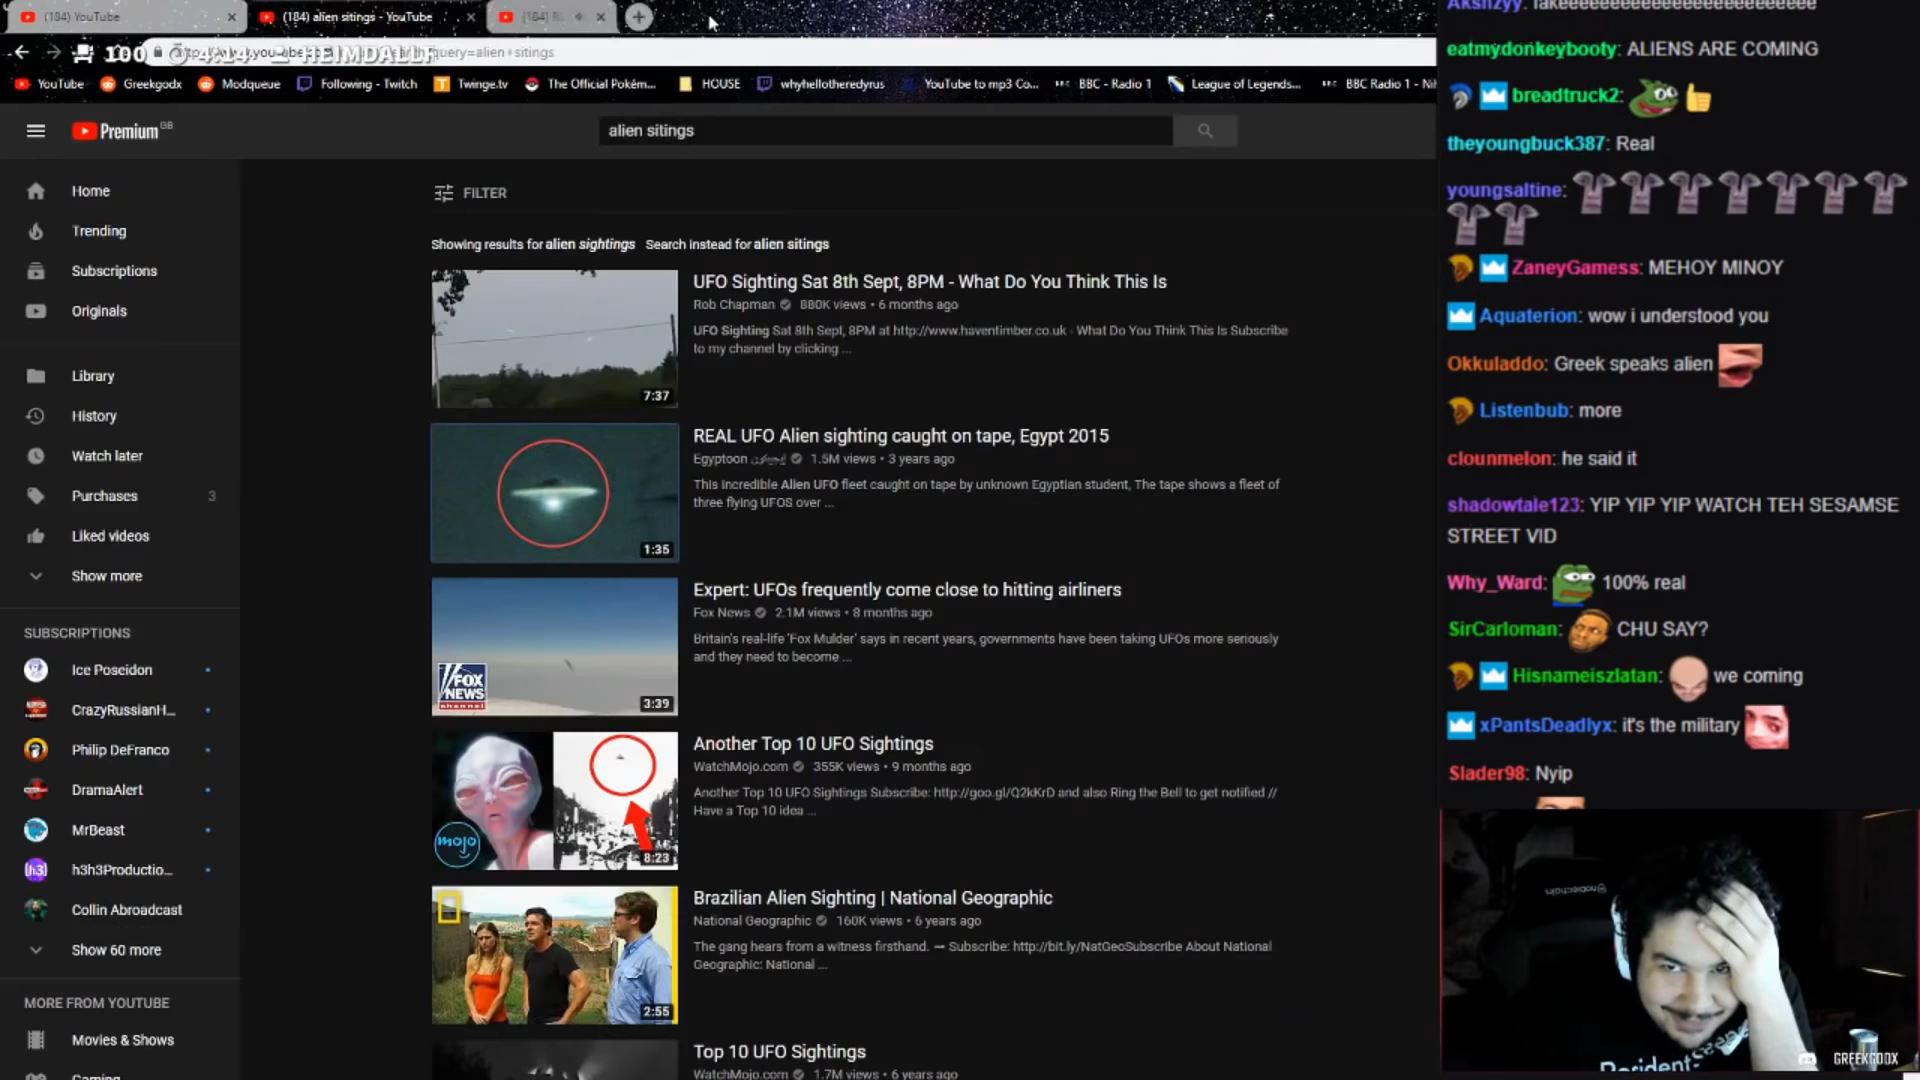 (184) YouTube
(184) alien sitings - YouTube
(184)
100
query=alien+sitings
YouTube
Greekgodx
Modqueue
Following - Twitch
Twinge.tv
The Official Pokém...
HOUSE
whyhellotheredyrus
YouTube to mp3 Co...
BBC - Radio 1
League of Legends...
BBC Radio 1 -
Premium GB
alien sitings
Home
Trending
Subscriptions
Originals
Library
History
Watch later
Purchases 3
Liked videos
Show more
SUBSCRIPTIONS
Ice Poseidon
CrazyRussianH...
Philip DeFranco
DramaAlert
MrBeast
h3h3Productio...
Collin Abroadcast
Show 60 more
MORE FROM YOUTUBE
Movies & Shows
FILTER
Showing results for alien sightings Search instead for alien sitings
7:37
UFO Sighting Sat 8th Sept, 8PM - What Do You Think This Is
Rob Chapman 880K views • 6 months ago
UFO Sighting Sat 8th Sept, 8PM at http://www.haventimber.co.uk - What Do You Think This Is Subscribe
to my channel by clicking ...
1:35
REAL UFO Alien sighting caught on tape, Egypt 2015
Egyptoon 1.5M views • 3 years ago
This incredible Alien UFO fleet caught on tape by unknown Egyptian student, The tape shows a fleet of
three flying UFOS over ...
FOX
NEWS
channel
3:39
Expert: UFOs frequently come close to hitting airliners
Fox News 2.1M views • 8 months ago
Britain's real-life 'Fox Mulder' says in recent years, governments have been taking UFOs more seriously
and they need to become ...
mojo
8:23
Another Top 10 UFO Sightings
WatchMojo.com 355K views • 9 months ago
Another Top 10 UFO Sightings Subscribe: http://goo.gl/Q2kKrD and also Ring the Bell to get notified //
Have a Top 10 idea ...
2:55
Brazilian Alien Sighting | National Geographic
National Geographic 160K views • 6 years ago
The gang hears from a witness firsthand. → Subscribe: http://bit.ly/NatGeoSubscribe About National
Geographic: National ...
Top 10 UFO Sightings
WatchMojo.com 1.7M views • 6 years ago
eatmydonkeybooty: ALIENS ARE COMING
breadtruck2:
theyoungbuck387: Real
youngsaltine:
ZaneyGamess: MEHOY MINOY
Aquaterion: wow i understood you
Okkuladdo: Greek speaks alien
Listenbub: more
clounmelon: he said it
shadowtale123: YIP YIP YIP WATCH TEH SESAMSE
STREET VID
Why_Ward: 100% real
SirCarloman: CHU SAY?
Hisnameiszlatan: we coming
xPantsDeadlyx: it's the military
Slader98: Nyip
GREEKGODX